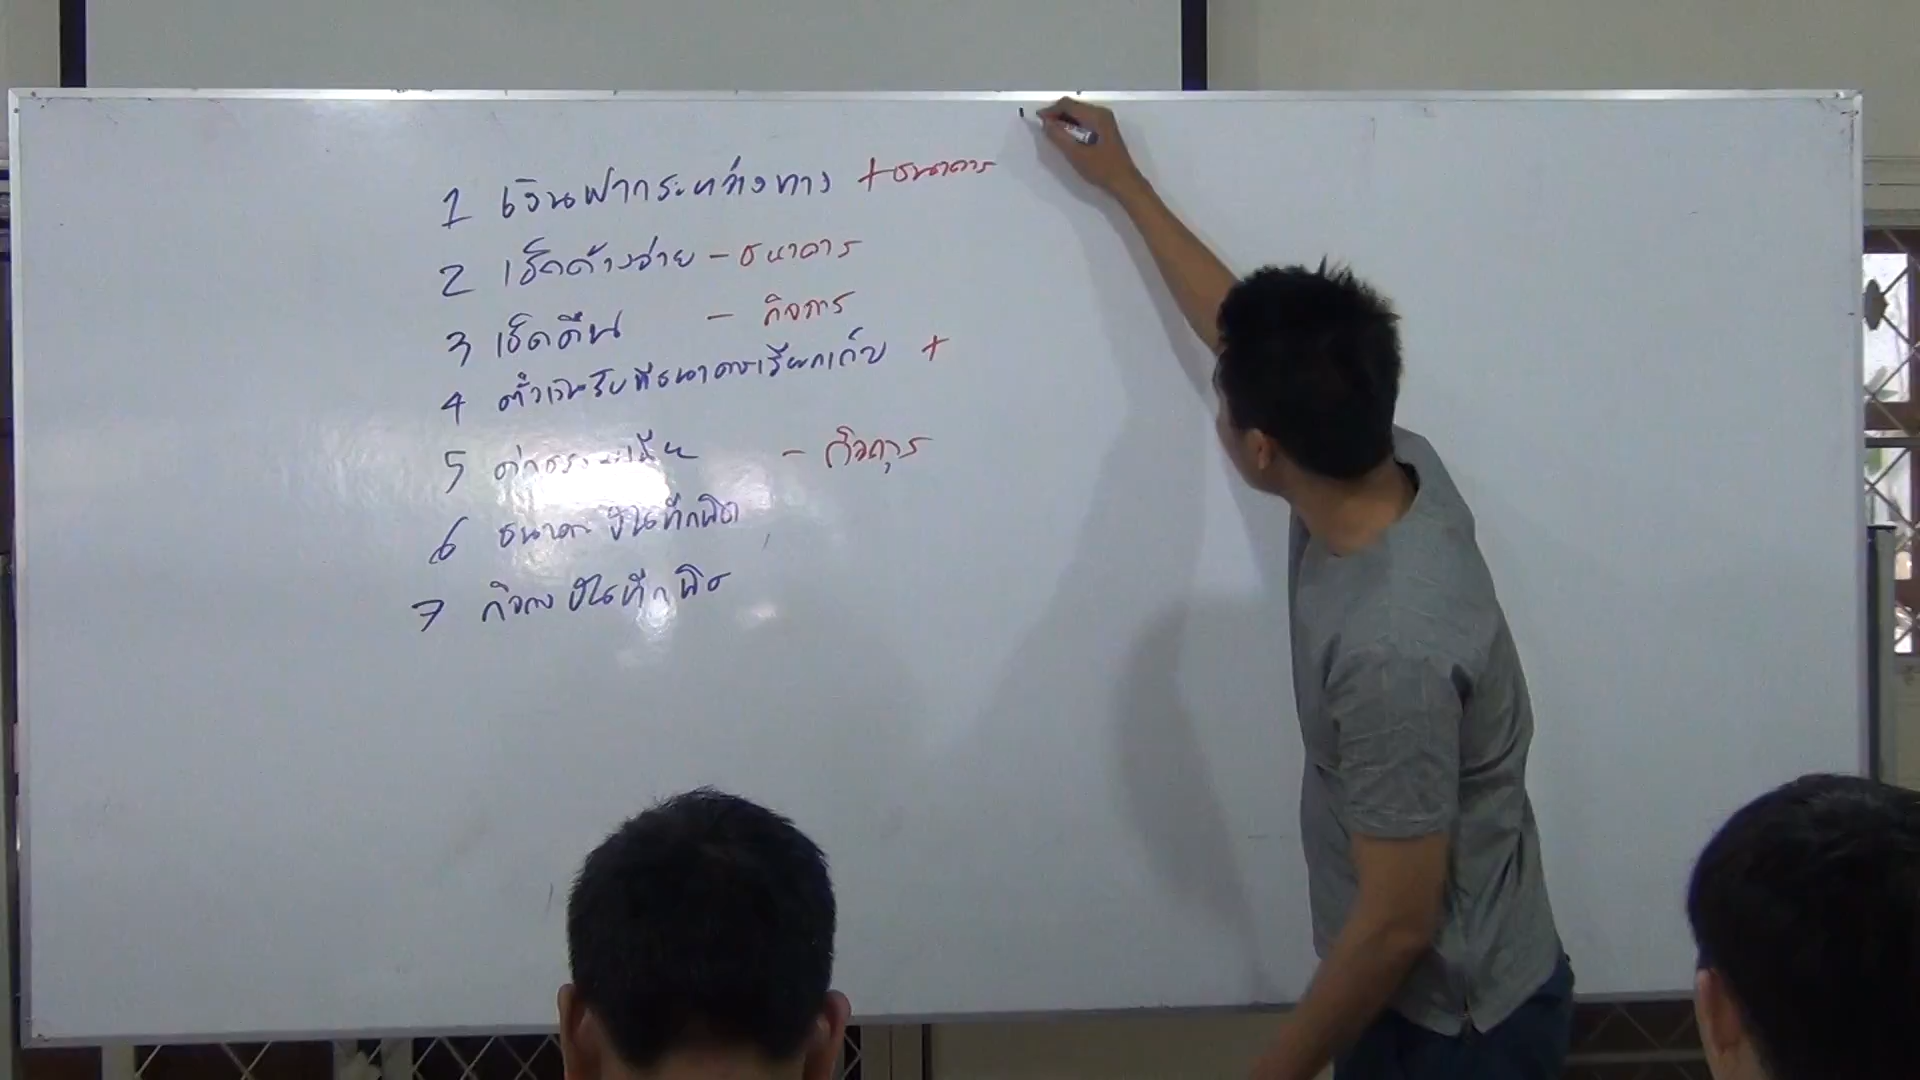 1 เงินฝากระหว่างทาง + ธนาคาร
2 เช็คค้างจ่าย - ธนาคาร
3 เช็คคืน - กิจการ
4 ตั๋วเงินรับที่ธนาคารเรียกเก็บ +
5 - กิจการ
6 ธนาคาร บันทึกผิด
7 กิจการ บันทึกผิด